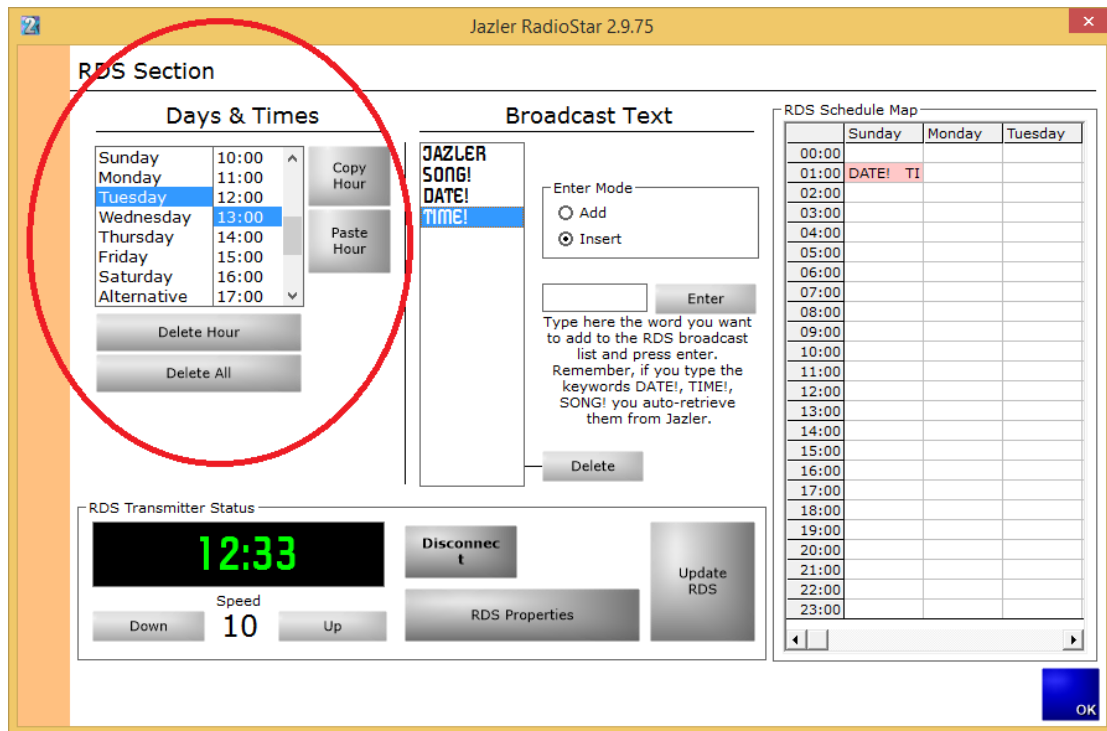 Jazler RadioStar 2.9.75
RDS Section
Days & Times
Sunday 10:00
Monday 11:00
Tuesday 12:00
Wednesday 13:00
Thursday 14:00
Friday 15:00
Saturday 16:00
Alternative 17:00
Copy
Hour
Paste
Hour
Delete Hour
Delete All
Broadcast Text
JAZLER
SONG!
DATE!
TIME!
Enter Mode
Add
Insert
Enter
Type here the word you want
to add to the RDS broadcast
list and press enter.
Remember, if you type the
keywords DATE!, TIME!,
SONG! you auto-retrieve
them from Jazler.
Delete
RDS Schedule Map
Sunday Monday Tuesday
00:00
01:00 DATE! TI
02:00
03:00
04:00
05:00
06:00
07:00
08:00
09:00
10:00
11:00
12:00
13:00
14:00
15:00
16:00
17:00
18:00
19:00
20:00
21:00
22:00
23:00
RDS Transmitter Status
12:33
Speed
Down 10 Up
Disconnec
t
RDS Properties
Update
RDS
OK